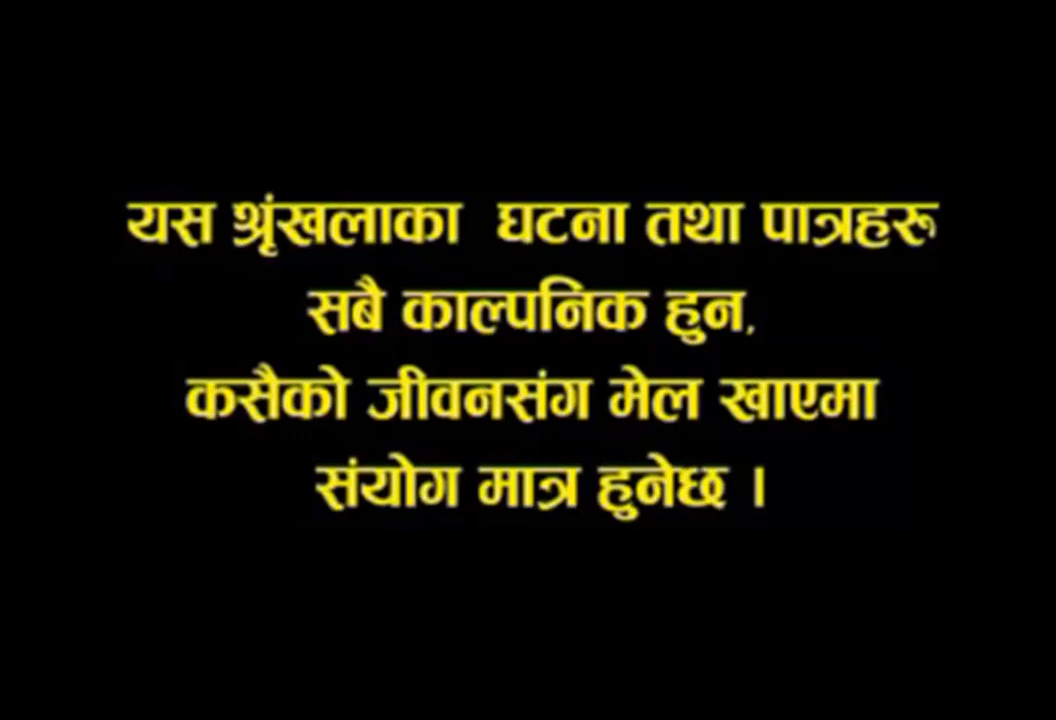 यस श्रृंखलाका घटना तथा पात्रहरू
सबै काल्पनिक हुन,
कसैको जीवनसंग मेल खाएमा
संयोग मात्र हुनेछ ।